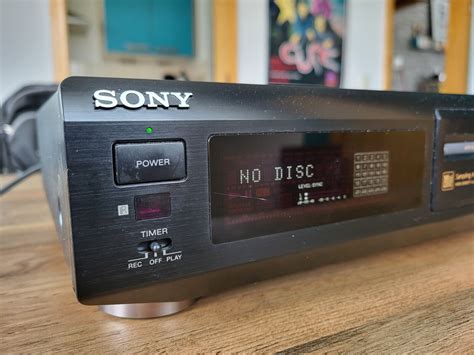 SONY
POWER
NO DISC
LEVEL-SYNC
TIMER
REC OFF PLAY